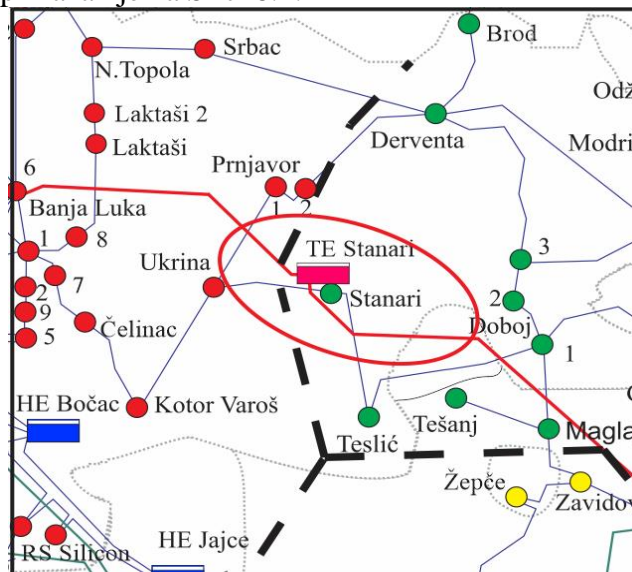 Brod
Srbac
N.Topola
Odž
Laktaši 2
Derventa
Modri
Laktaši
Prnjavor
6
1
2
Banja Luka
8
1
TE Stanari
3
Ukrina
7
2
Stanari
2
9
Doboj
Čelinac
5
1
HE Bočac
Kotor Varoš
Teslić
Tešanj
Magla
Žepče
Zavidov
RS Silicon
HE Jajce